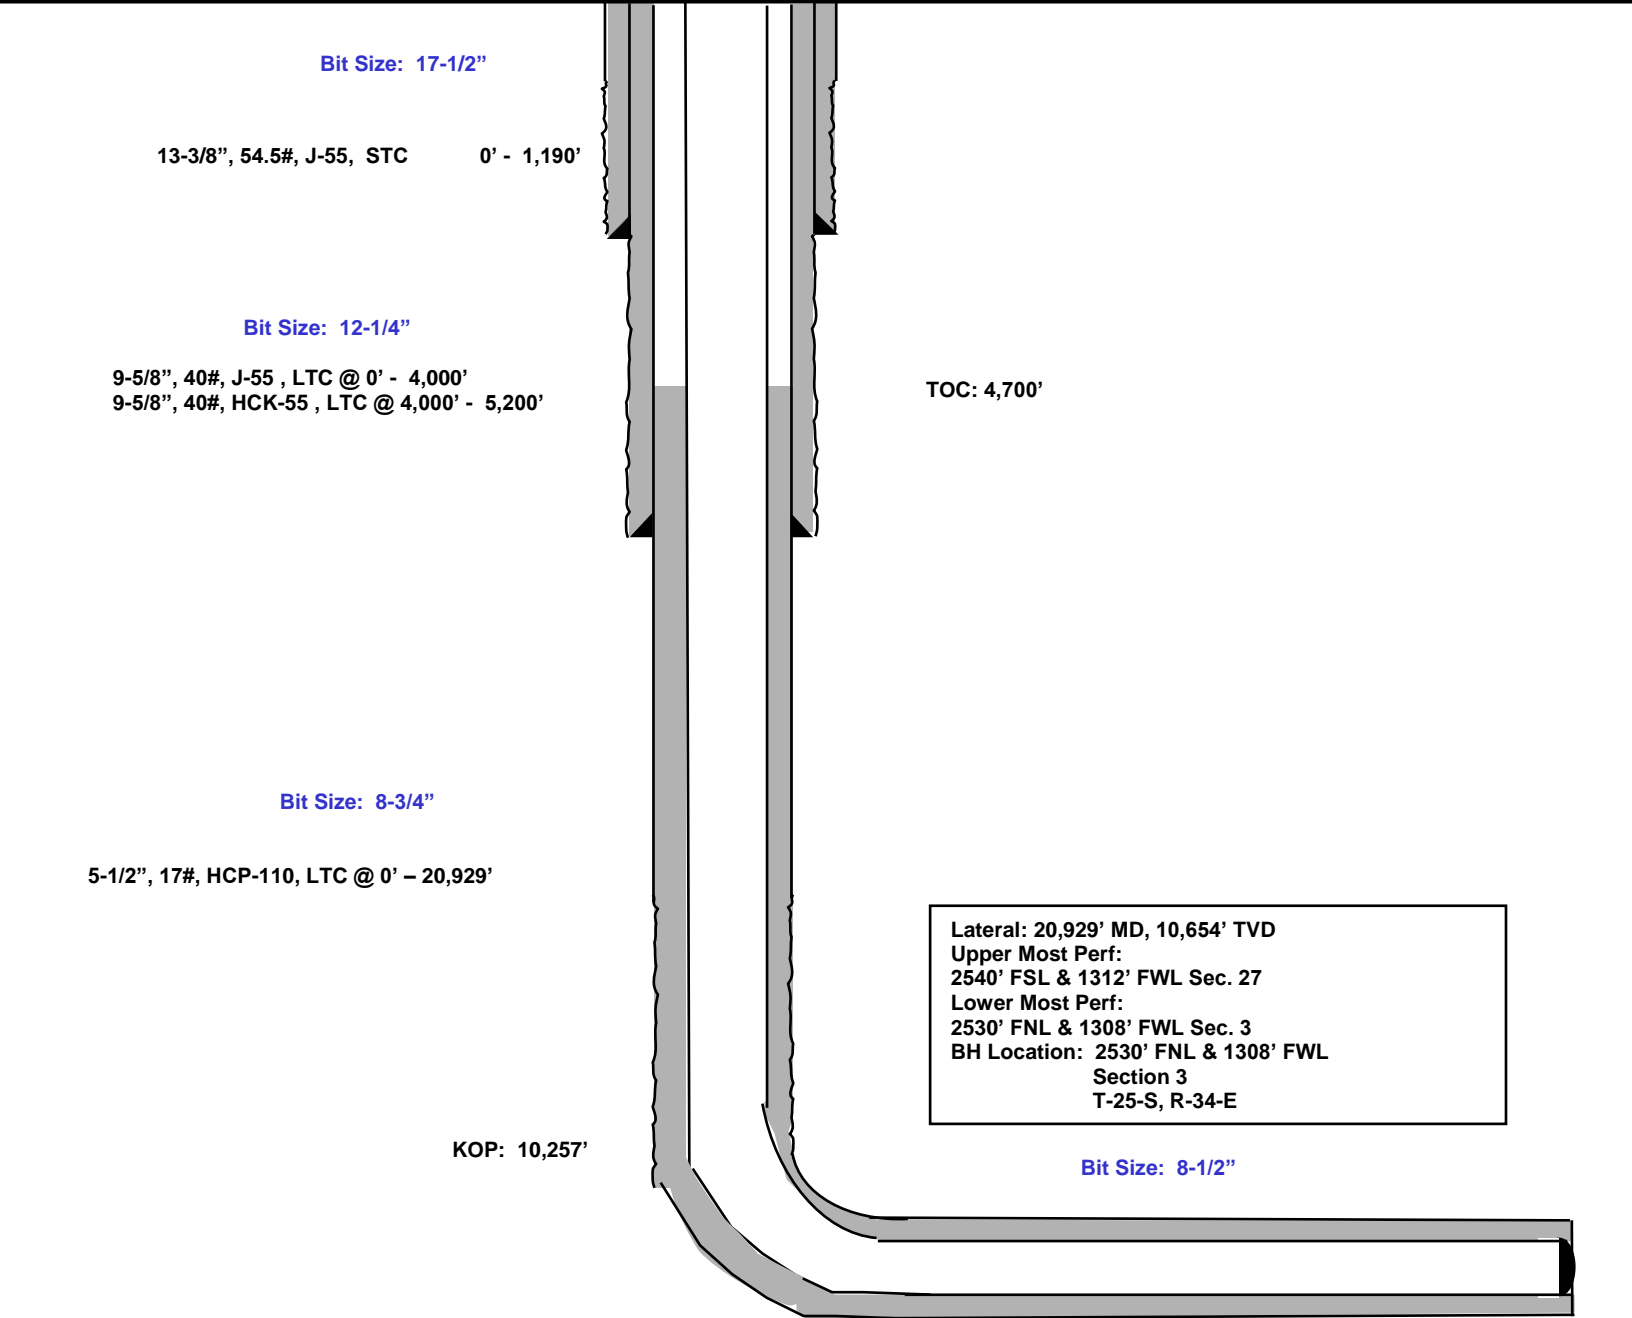 Bit Size: 17-1/2”
13-3/8”, 54.5#, J-55, STC 0’ - 1,190’
Bit Size: 12-1/4”
9-5/8”, 40#, J-55 , LTC @ 0’ - 4,000’
9-5/8”, 40#, HCK-55 , LTC @ 4,000’ - 5,200’
TOC: 4,700’
Bit Size: 8-3/4”
5-1/2”, 17#, HCP-110, LTC @ 0’ – 20,929’
Lateral: 20,929’ MD, 10,654’ TVD
Upper Most Perf:
2540’ FSL & 1312’ FWL Sec. 27
Lower Most Perf:
2530’ FNL & 1308’ FWL Sec. 3
BH Location: 2530’ FNL & 1308’ FWL
Section 3
T-25-S, R-34-E
KOP: 10,257’
Bit Size: 8-1/2”